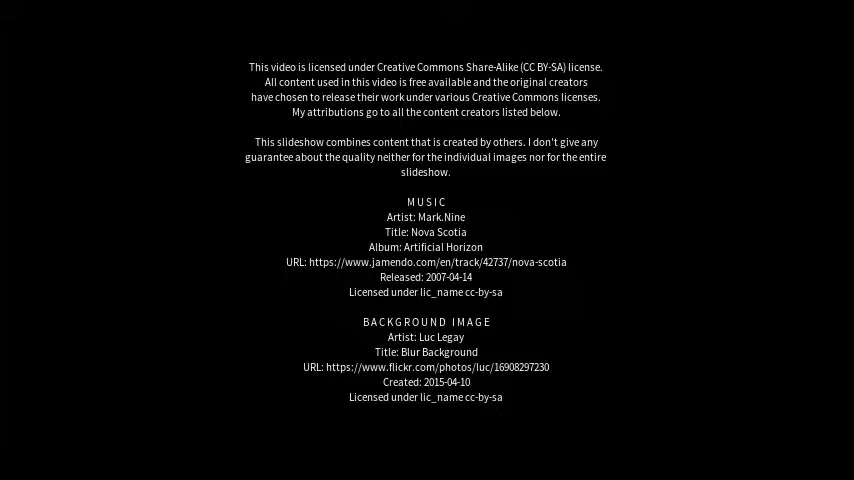 This video is licensed under Creative Commons Share-Alike (CC BY-SA) license.
All content used in this video is free available and the original creators
have chosen to release their work under various Creative Commons licenses.
My attributions go to all the content creators listed below.
This slideshow combines content that is created by others. I don't give any
guarantee about the quality neither for the individual images nor for the entire
slideshow.
MUSIC
Artist: Mark.Nine
Title: Nova Scotia
Album: Artificial Horizon
URL: https://www.jamendo.com/en/track/42737/nova-scotia
Released: 2007-04-14
Licensed under lic_name cc-by-sa
BACKGROUND IMAGE
Artist: Luc Legay
Title: Blur Background
URL: https://www.flickr.com/photos/luc/16908297230
Created: 2015-04-10
Licensed under lic_name cc-by-sa